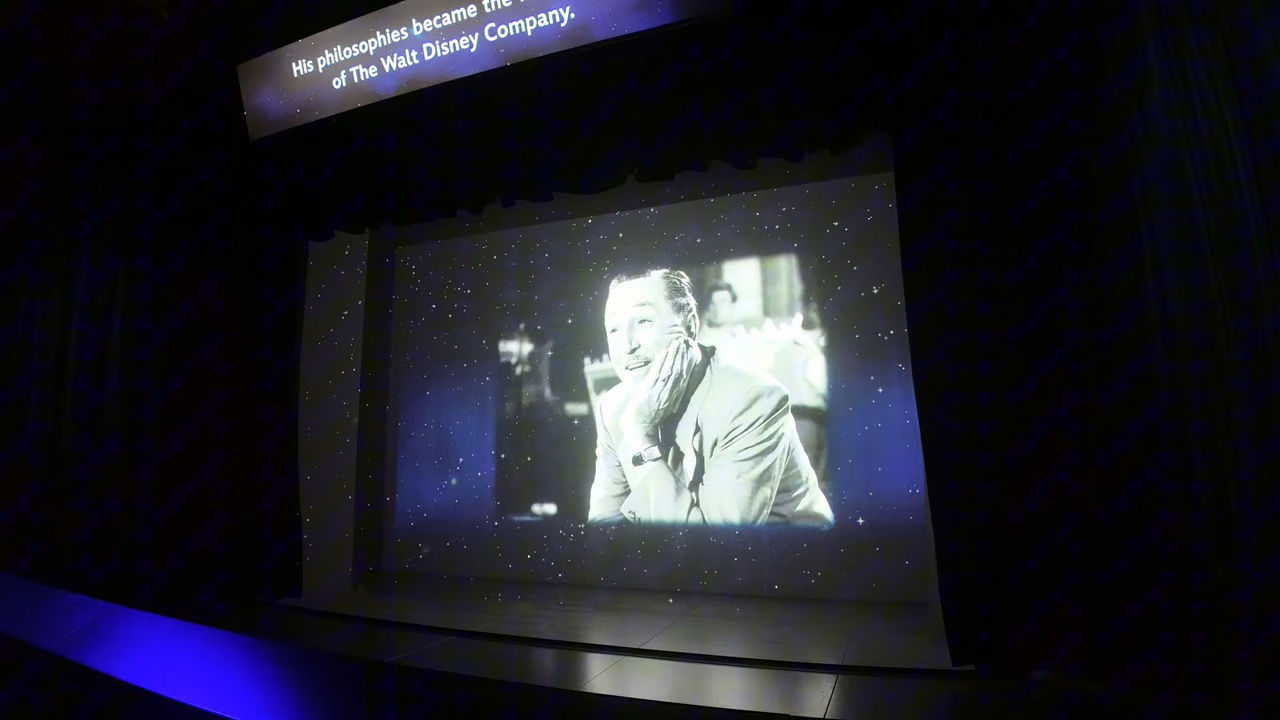 His philosophies became the
of The Walt Disney Company.